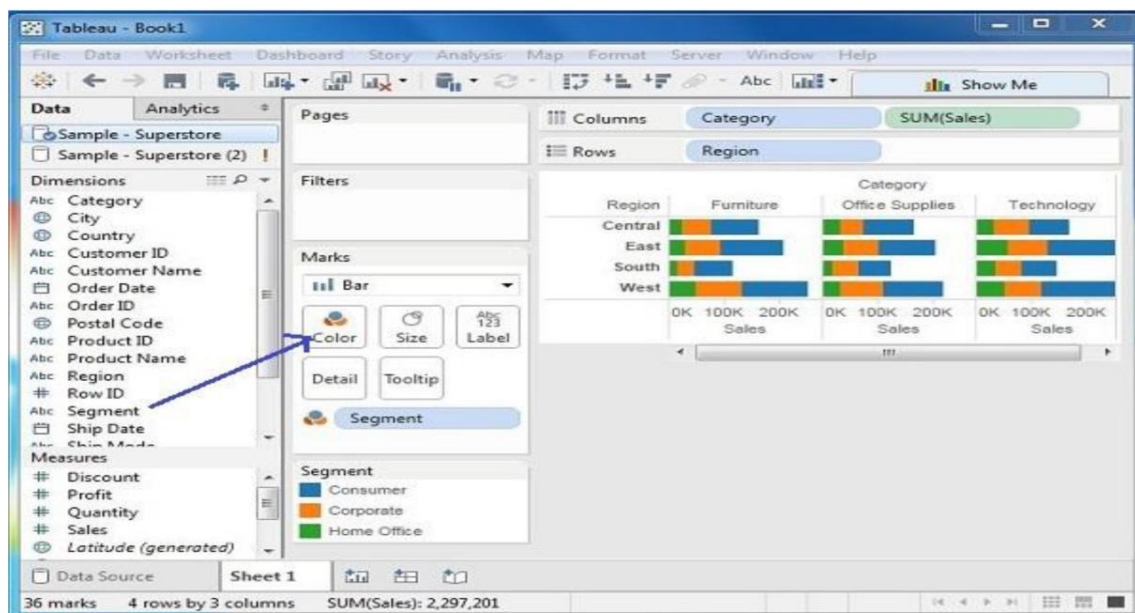 Tableau - Book1
File Data Worksheet Dashboard Story Analysis Map Format Server Window Help
Abc Show Me
Data Analytics
Sample - Superstore
Sample - Superstore (2) !
Dimensions
Abc Category
City
Country
Abc Customer ID
Abc Customer Name
Order Date
Abc Order ID
Postal Code
Abc Product ID
Abc Product Name
Abc Region
# Row ID
Abc Segment
Ship Date
Abc Ship Mode
Measures
# Discount
# Profit
# Quantity
# Sales
Latitude (generated)
Pages
Filters
Marks
Bar
Color Size Abc 123 Label
Detail Tooltip
Segment
Segment
Consumer
Corporate
Home Office
Columns Category SUM(Sales)
Rows Region
Category
Region Furniture Office Supplies Technology
Central
East
South
West
0K 100K 200K 0K 100K 200K 0K 100K 200K
Sales Sales Sales
Data Source Sheet 1
36 marks 4 rows by 3 columns SUM(Sales): 2,297,201